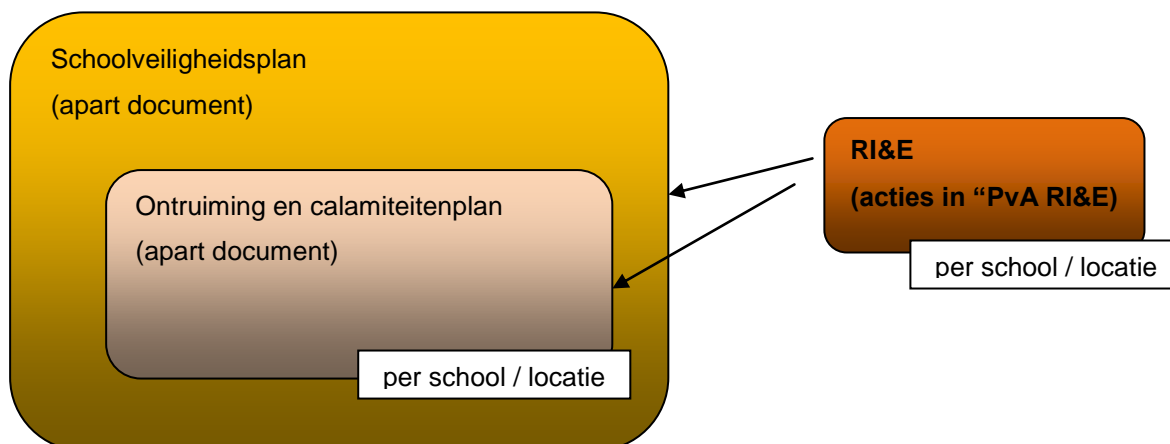 Schoolveiligheidsplan
(apart document)
Ontruiming en calamiteitenplan
(apart document)
per school / locatie
RI&E
(acties in “PvA RI&E)
per school / locatie